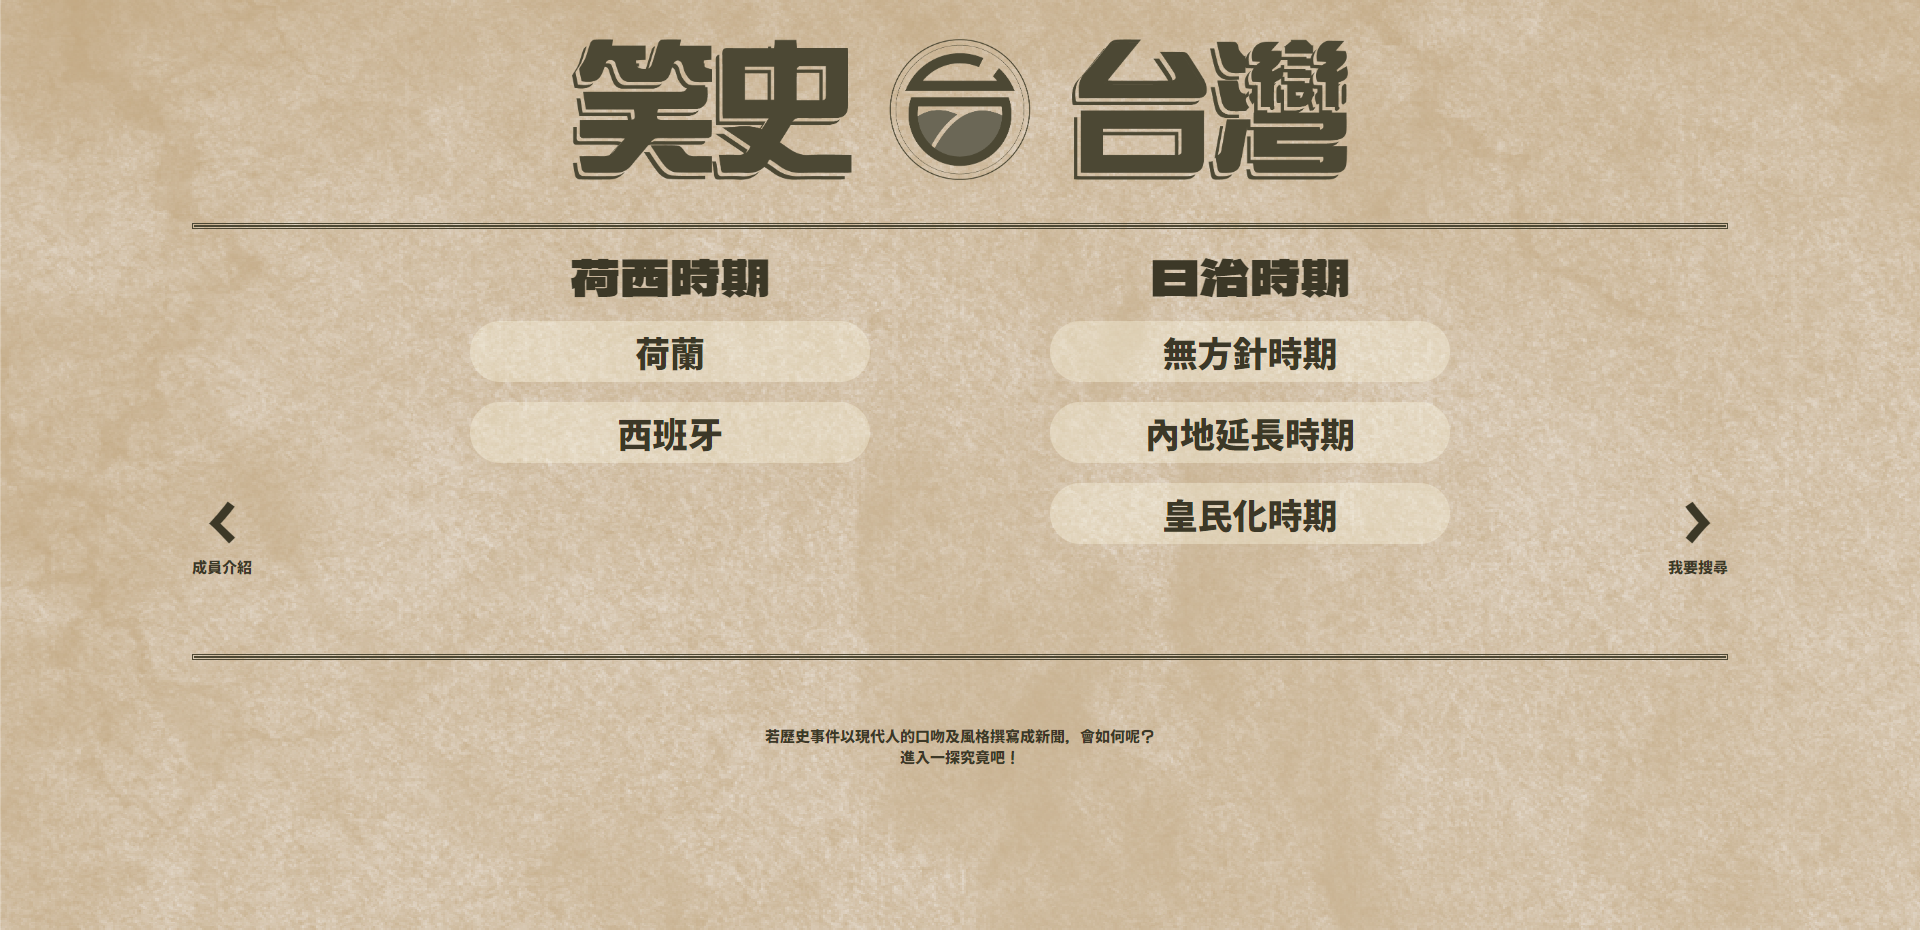 笑史 台灣
荷西時期
荷蘭
西班牙
日治時期
無方針時期
內地延長時期
皇民化時期
成員介紹
我要搜尋
若歷史事件以現代人的口吻及風格撰寫成新聞，會如何呢？
進入一探究竟吧！